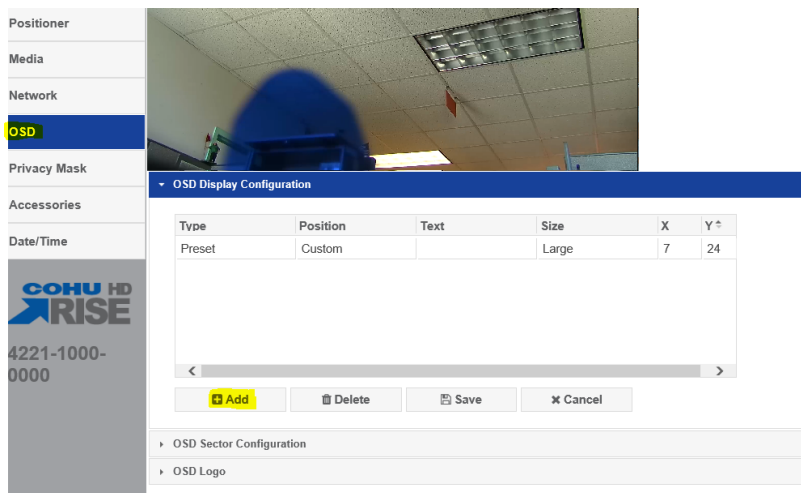 Positioner
Media
Network
OSD
Privacy Mask
Accessories
Date/Time
COHU HD
RISE
4221-1000-
0000
OSD Display Configuration
Type Position Text Size X Y
Preset Custom Large 7 24
Add Delete Save Cancel
OSD Sector Configuration
OSD Logo